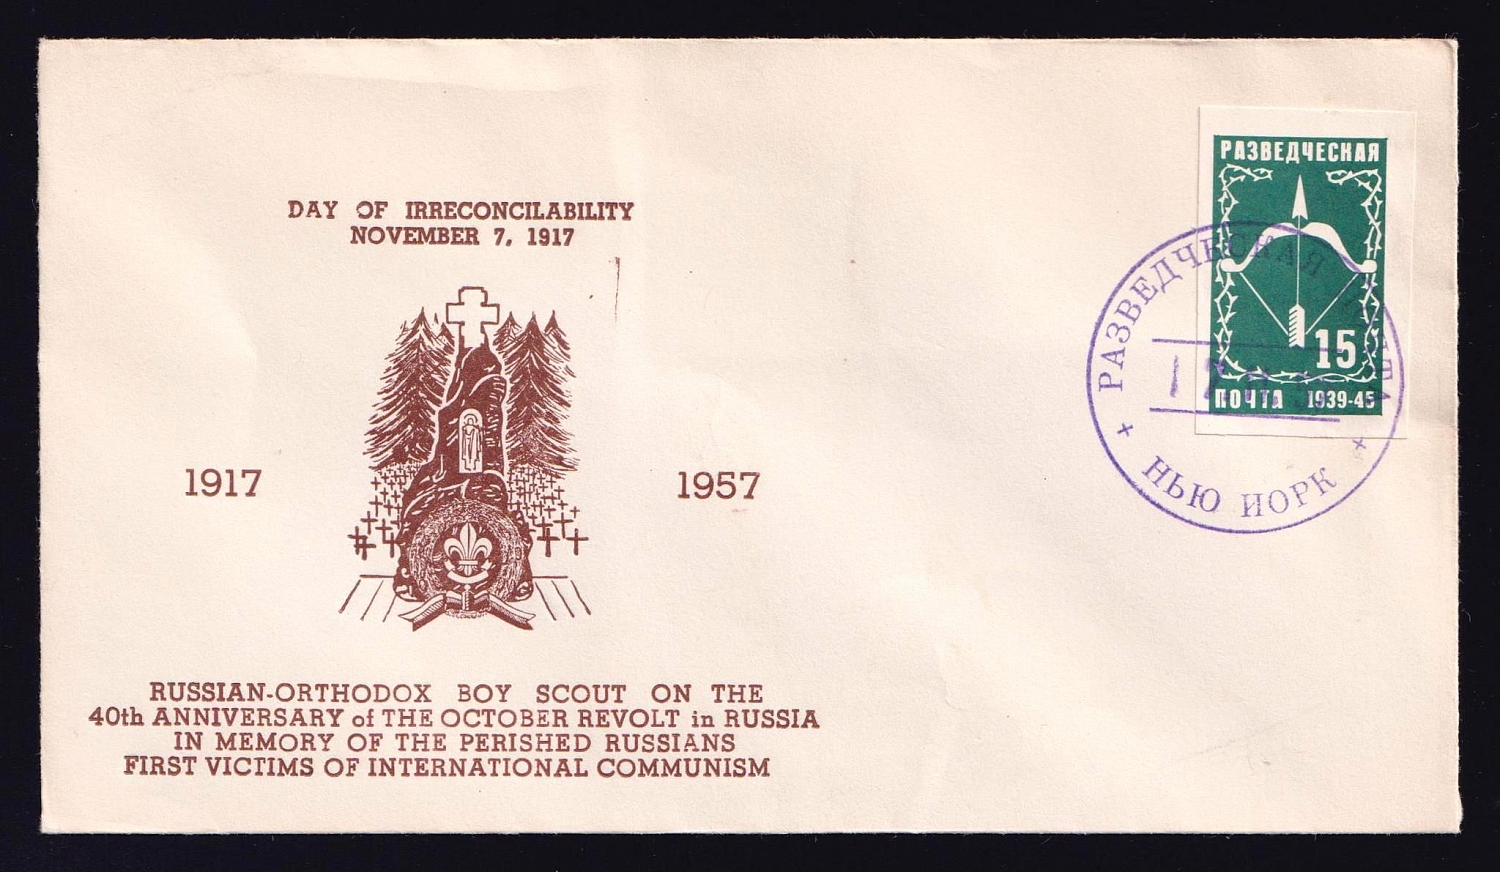 DAY OF IRRECONCILABILITY
NOVEMBER 7, 1917
1917
1957
RUSSIAN-ORTHODOX BOY SCOUT ON THE
40th ANNIVERSARY of THE OCTOBER REVOLT in RUSSIA
IN MEMORY OF THE PERISHED RUSSIANS
FIRST VICTIMS OF INTERNATIONAL COMMUNISM
РАЗВЕДЧЕСКАЯ
15
ПОЧТА 1939-45
РАЗВЕДЧЕСКАЯ ПОЧТА
НЬЮ ИОРК